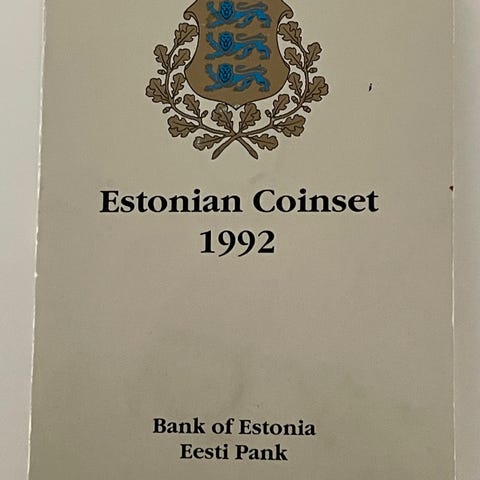 Estonian Coinset
1992
Bank of Estonia
Eesti Pank